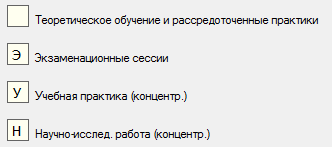 Теоретическое обучение и рассредоточенные практики
Э Экзаменационные сессии
У Учебная практика (концентр.)
Н Научно-исслед. работа (концентр.)